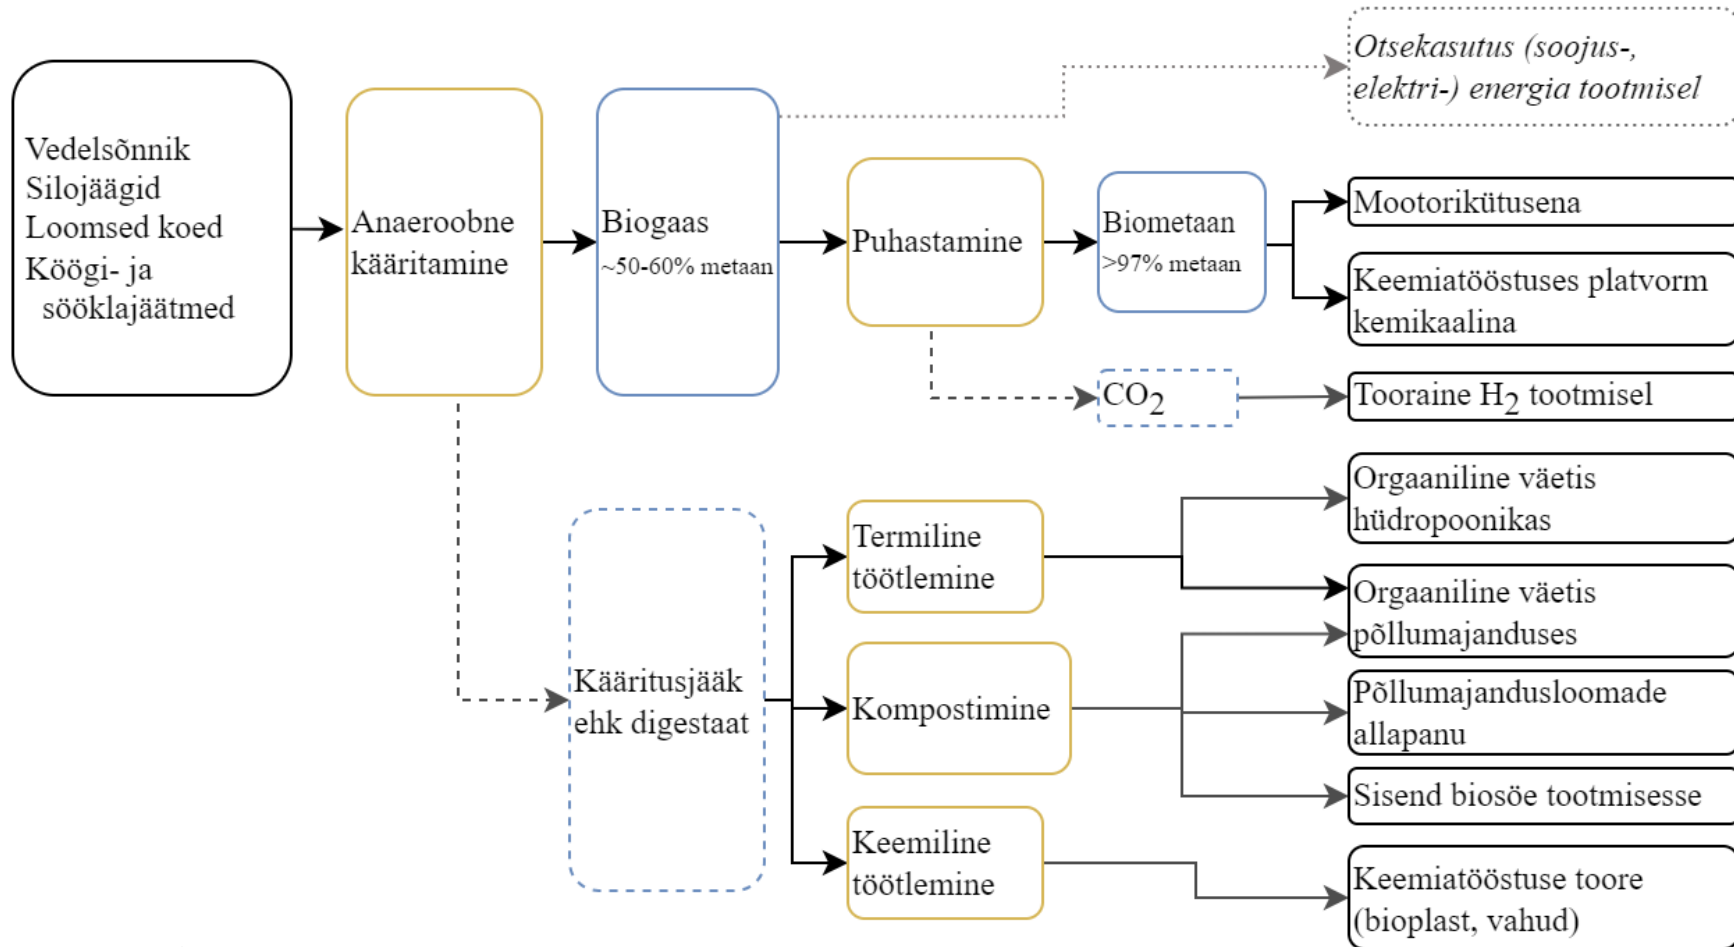 Otsekasutus (soojus-,
elektri-) energia tootmisel
Vedelsõnnik
Silojäägid
Loomsed koed
Köögi- ja
sööklajäätmed
Anaeroobne
kääritamine
Biogaas
~50-60% metaan
Puhastamine
Biometaan
>97% metaan
Mootorikütusena
Keemiatööstuses platvorm
kemikaalina
CO2
Tooraine H2 tootmisel
Kääritusjääk
ehk digestaat
Termiline
töötlemine
Orgaaniline väetis
hüdropoonikas
Orgaaniline väetis
põllumajanduses
Kompostimine
Põllumajandusloomade
allapanu
Sisend biosöe tootmisesse
Keemiline
töötlemine
Keemiatööstuse toore
(bioplast, vahud)